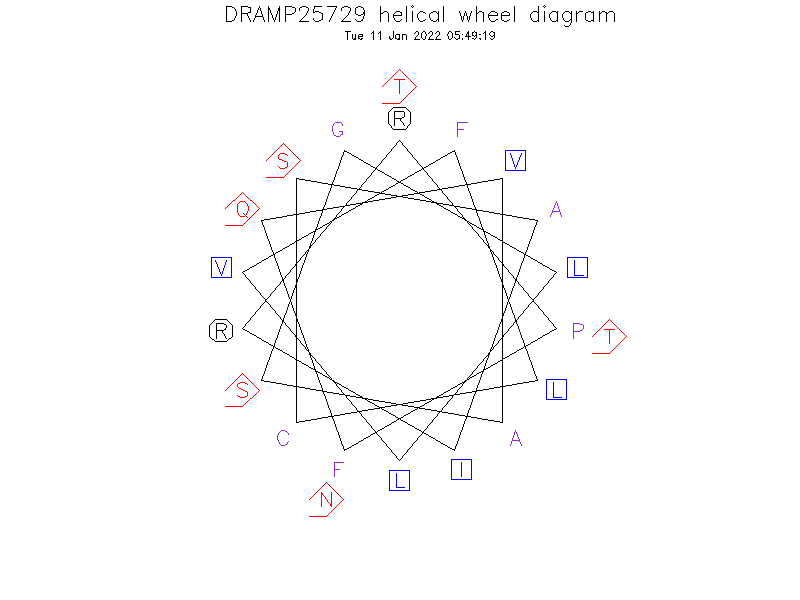 DRAMP25729 helical wheel diagram
Tue 11 Jan 2022 05:49:19
T
G R F
S V
Q A
V L
R P T
S L
C A
F L I
N